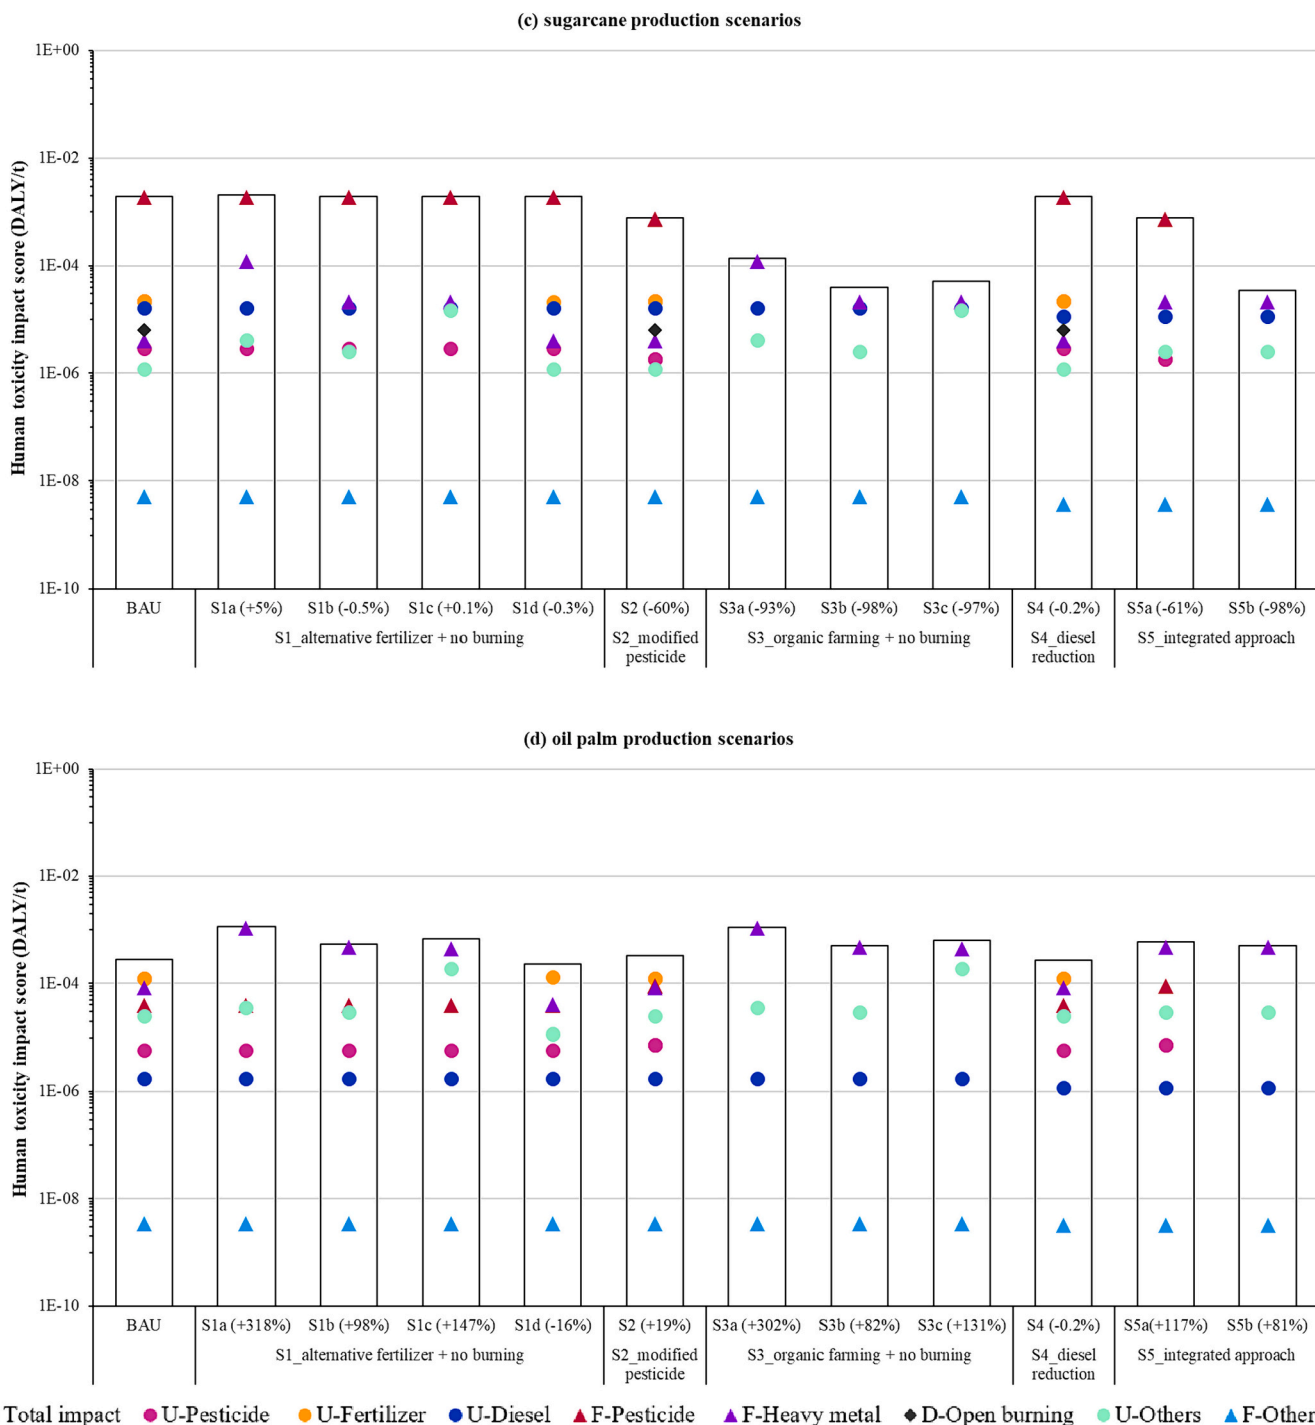 (c) sugarcane production scenarios
Human toxicity impact score (DALY/t)
1E+00
1E-02
1E-04
1E-06
1E-08
1E-10
BAU S1a (+5%) S1b (-0.5%) S1c (+0.1%) S1d (-0.3%) S2 (-60%) S3a (-93%) S3b (-98%) S3c (-97%) S4 (-0.2%) S5a (-61%) S5b (-98%)
S1_alternative fertilizer + no burning S2_modified S3_organic farming + no burning S4_diesel S5_integrated approach
pesticide reduction
(d) oil palm production scenarios
Human toxicity impact score (DALY/t)
1E+00
1E-02
1E-04
1E-06
1E-08
1E-10
BAU S1a (+318%) S1b (+98%) S1c (+147%) S1d (-16%) S2 (+19%) S3a (+302%) S3b (+82%) S3c (+131%) S4 (-0.2%) S5a(+117%) S5b (+81%)
S1_alternative fertilizer + no burning S2_modified S3_organic farming + no burning S4_diesel S5_integrated approach
pesticide reduction
Total impact U-Pesticide U-Fertilizer U-Diesel F-Pesticide F-Heavy metal D-Open burning U-Others F-Other